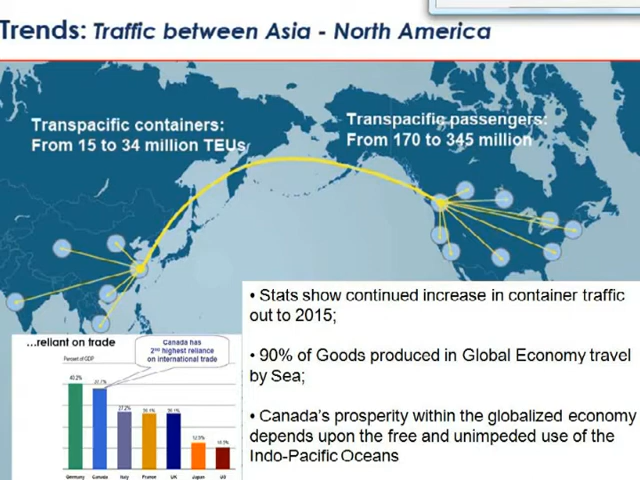 Trends: Traffic between Asia - North America
Transpacific containers:
From 15 to 34 million TEUs
Transpacific passengers:
From 170 to 345 million
• Stats show continued increase in container traffic
out to 2015;
• 90% of Goods produced in Global Economy travel
by Sea;
• Canada's prosperity within the globalized economy
depends upon the free and unimpeded use of the
Indo-Pacific Oceans
...reliant on trade
Canada has
2nd highest reliance
on international trade
Percent of GDP
40.2%
27.2%
Germany Canada Italy France UK Japan US